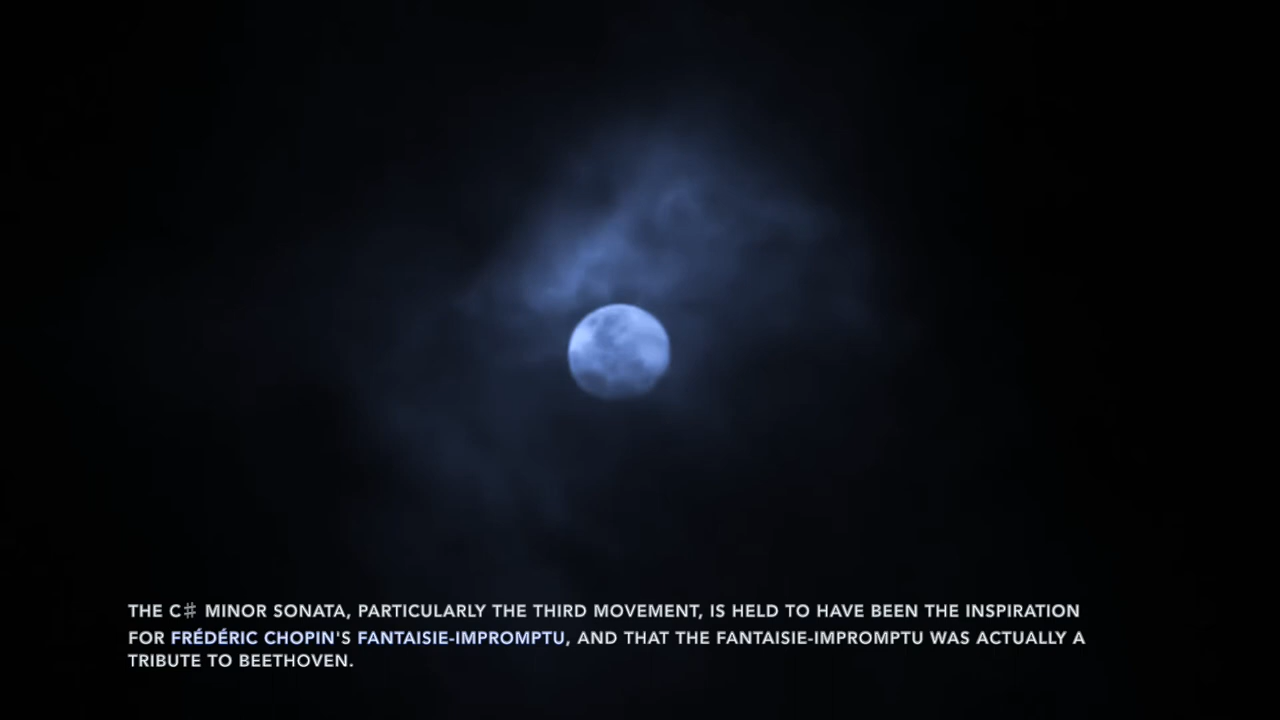 THE C♯ MINOR SONATA, PARTICULARLY THE THIRD MOVEMENT, IS HELD TO HAVE BEEN THE INSPIRATION
FOR FRÉDÉRIC CHOPIN'S FANTAISIE-IMPROMPTU, AND THAT THE FANTAISIE-IMPROMPTU WAS ACTUALLY A
TRIBUTE TO BEETHOVEN.